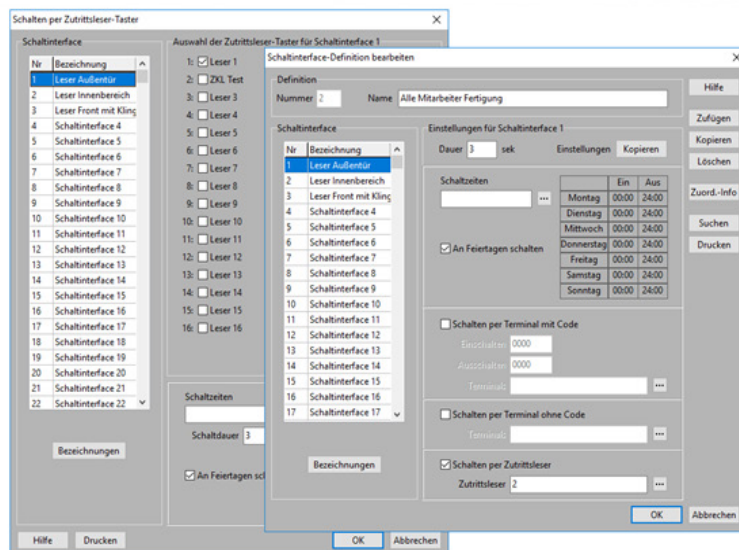 Schalten per Zutrittsleser-Taster
Schaltinterface
Nr Bezeichnung
1 Leser Außentür
2 Leser Innenbereich
3 Leser Front mit Kling
4 Schaltinterface 4
5 Schaltinterface 5
6 Schaltinterface 6
7 Schaltinterface 7
8 Schaltinterface 8
9 Schaltinterface 9
10 Schaltinterface 10
11 Schaltinterface 11
12 Schaltinterface 12
13 Schaltinterface 13
14 Schaltinterface 14
15 Schaltinterface 15
16 Schaltinterface 16
17 Schaltinterface 17
18 Schaltinterface 18
19 Schaltinterface 19
20 Schaltinterface 20
21 Schaltinterface 21
22 Schaltinterface 22
Bezeichnungen
Auswahl der Zutrittsleser-Taster für Schaltinterface 1
1: Leser 1
2: ZKL Test
3: Leser 3
4: Leser 4
5: Leser 5
6: Leser 6
7: Leser 7
8: Leser 8
9: Leser 9
10: Leser 10
11: Leser 11
12: Leser 12
13: Leser 13
14: Leser 14
15: Leser 15
16: Leser 16
Schaltzeiten
Schaltdauer 3
An Feiertagen sch
Hilfe Drucken OK Abbrechen
Schaltinterface-Definition bearbeiten
Definition
Nummer 2 Name Alle Mitarbeiter Fertigung
Schaltinterface
Nr Bezeichnung
1 Leser Außentür
2 Leser Innenbereich
3 Leser Front mit Kling
4 Schaltinterface 4
5 Schaltinterface 5
6 Schaltinterface 6
7 Schaltinterface 7
8 Schaltinterface 8
9 Schaltinterface 9
10 Schaltinterface 10
11 Schaltinterface 11
12 Schaltinterface 12
13 Schaltinterface 13
14 Schaltinterface 14
15 Schaltinterface 15
16 Schaltinterface 16
17 Schaltinterface 17
Bezeichnungen
Einstellungen für Schaltinterface 1
Dauer 3 sek Einstellungen Kopieren
Schaltzeiten
...
An Feiertagen schalten
Ein Aus
Montag 00:00 24:00
Dienstag 00:00 24:00
Mittwoch 00:00 24:00
Donnerstag 00:00 24:00
Freitag 00:00 24:00
Samstag 00:00 24:00
Sonntag 00:00 24:00
Schalten per Terminal mit Code
Einschalten 0000
Ausschalten 0000
Terminals ...
Schalten per Terminal ohne Code
Terminals ...
Schalten per Zutrittsleser
Zutrittsleser 2 ...
OK Abbrechen
Hilfe
Zufügen
Kopieren
Löschen
Zuord.-Info
Suchen
Drucken